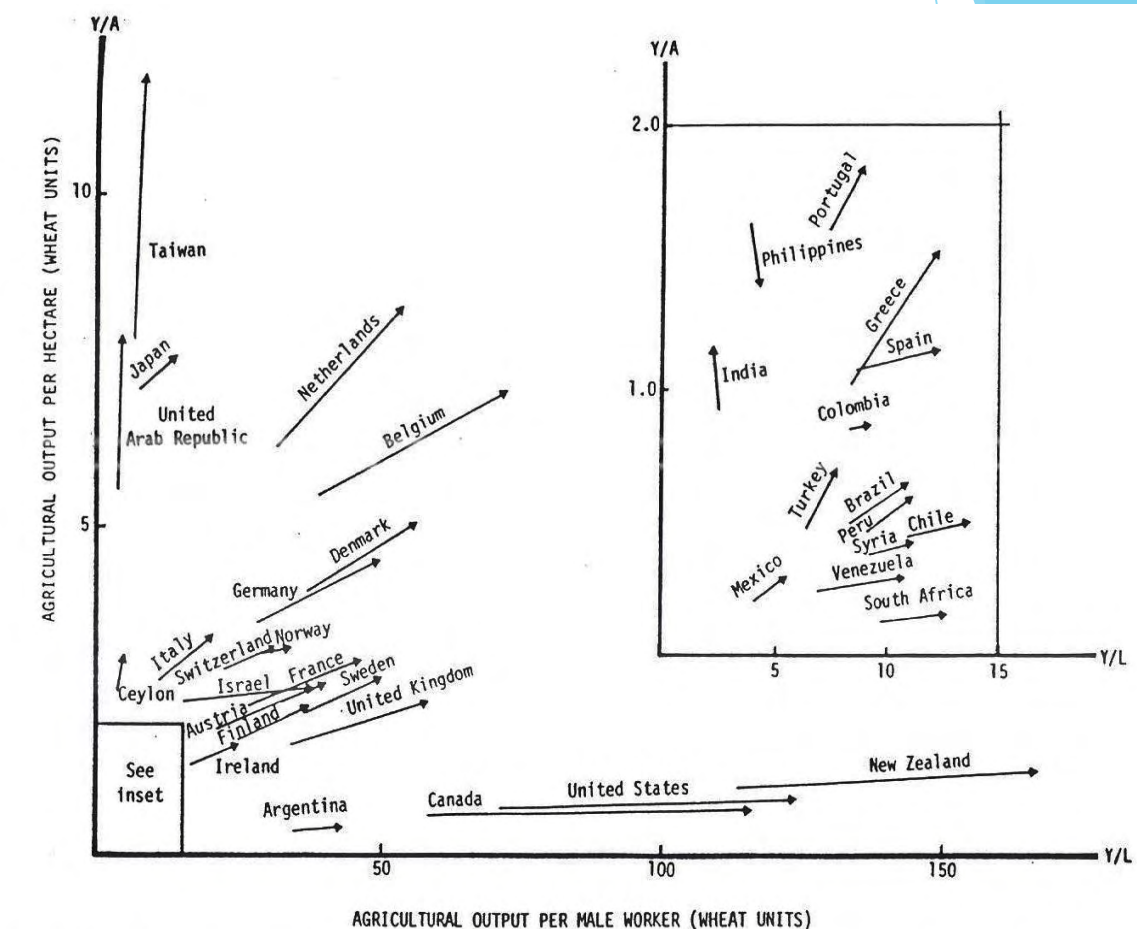 Y/A
AGRICULTURAL OUTPUT PER HECTARE (WHEAT UNITS)
10
5
Taiwan
Japan
United
Arab Republic
Netherlands
Belgium
Denmark
Germany
Italy
Switzerland
Norway
Ceylon
Israel
France
Sweden
Austria
Finland
United Kingdom
Ireland
See
inset
Argentina
Canada
United States
New Zealand
50
100
150
Y/L
AGRICULTURAL OUTPUT PER MALE WORKER (WHEAT UNITS)
Y/A
2.0
1.0
Portugal
Philippines
Greece
Spain
India
Colombia
Turkey
Brazil
Peru
Chile
Syria
Mexico
Venezuela
South Africa
5
10
15
Y/L